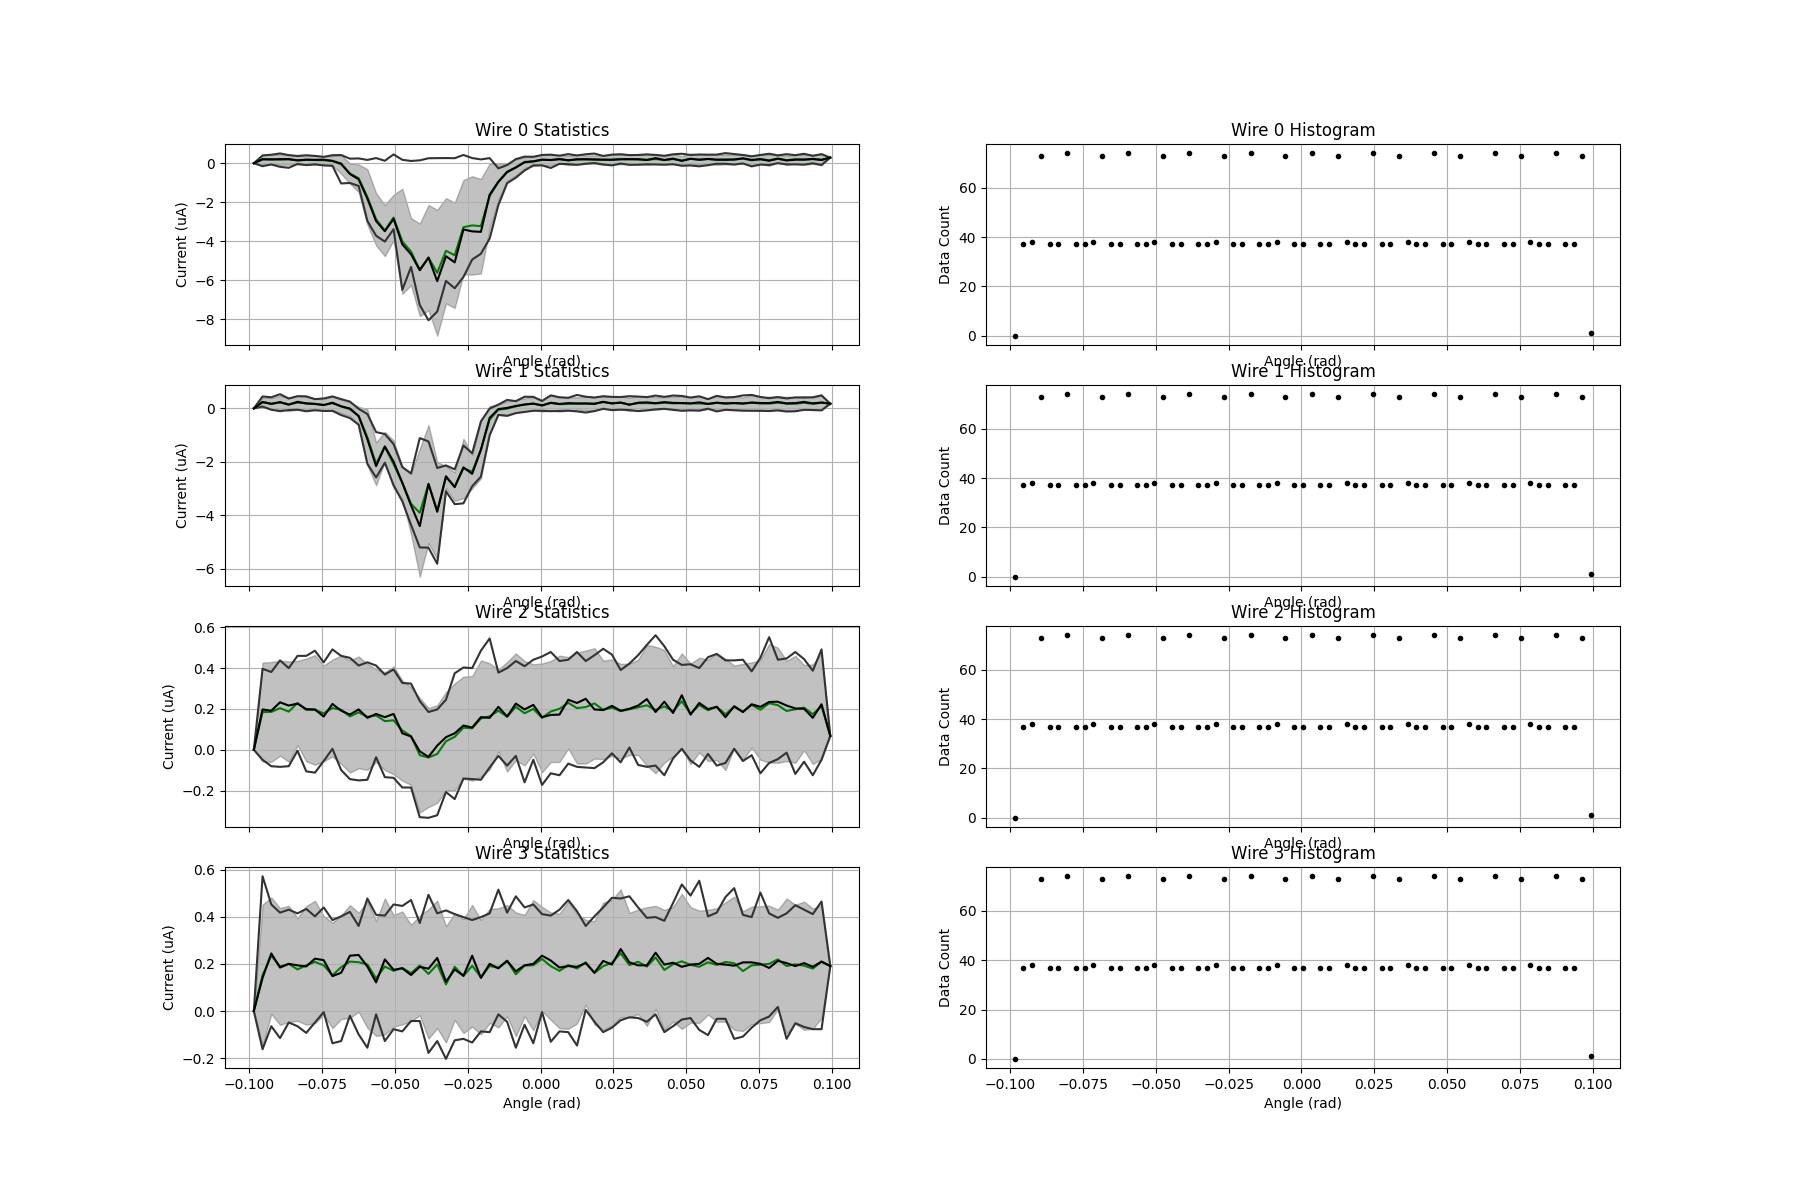 Wire 0 Statistics
Wire 0 Histogram
0
−2
−4
−6
−8
Current (uA)
Angle (rad)
60
40
20
0
Data Count
Angle (rad)
Wire 1 Statistics
Wire 1 Histogram
0
−2
−4
−6
Current (uA)
Angle (rad)
60
40
20
0
Data Count
Angle (rad)
Wire 2 Statistics
Wire 2 Histogram
0.6
0.4
0.2
0.0
−0.2
Current (uA)
Angle (rad)
60
40
20
0
Data Count
Angle (rad)
Wire 3 Statistics
Wire 3 Histogram
0.6
0.4
0.2
0.0
−0.2
Current (uA)
−0.100 −0.075 −0.050 −0.025 0.000 0.025 0.050 0.075 0.100
Angle (rad)
60
40
20
0
Data Count
−0.100 −0.075 −0.050 −0.025 0.000 0.025 0.050 0.075 0.100
Angle (rad)